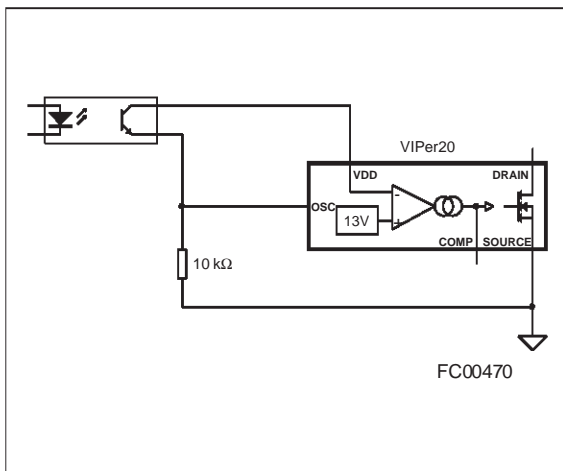 VIPer20
VDD
DRAIN
-
OSC
13V
+
COMP
SOURCE
10 kΩ
FC00470